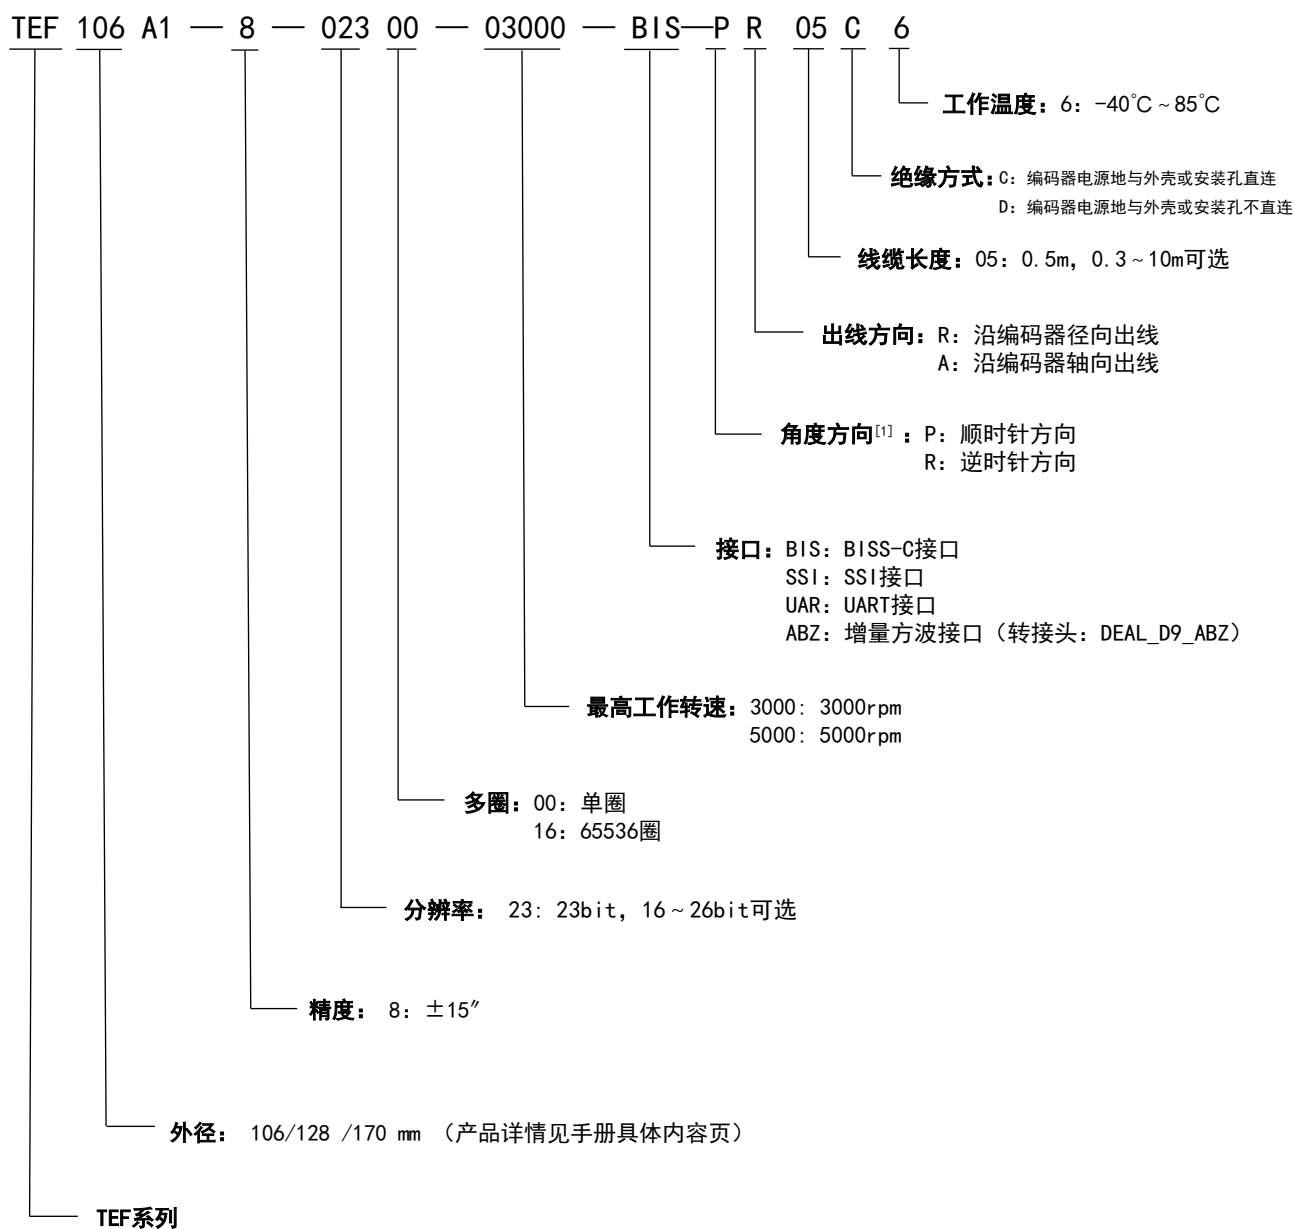 TEF 106 A1 — 8 — 023 00 — 03000 — BIS—P R 05 C 6
工作温度：6：-40℃~85℃
绝缘方式：C：编码器电源地与外壳或安装孔直连
D：编码器电源地与外壳或安装孔不直连
线缆长度：05：0.5m，0.3~10m可选
出线方向：R：沿编码器径向出线
A：沿编码器轴向出线
角度方向[1]：P：顺时针方向
R：逆时针方向
接口：BIS：BISS-C接口
SSI：SSI接口
UAR：UART接口
ABZ：增量方波接口（转接头：DEAL_D9_ABZ）
最高工作转速：3000：3000rpm
5000：5000rpm
多圈：00：单圈
16：65536圈
分辨率： 23：23bit，16~26bit可选
精度： 8：±15″
外径： 106/128 /170 mm （产品详情见手册具体内容页）
TEF系列